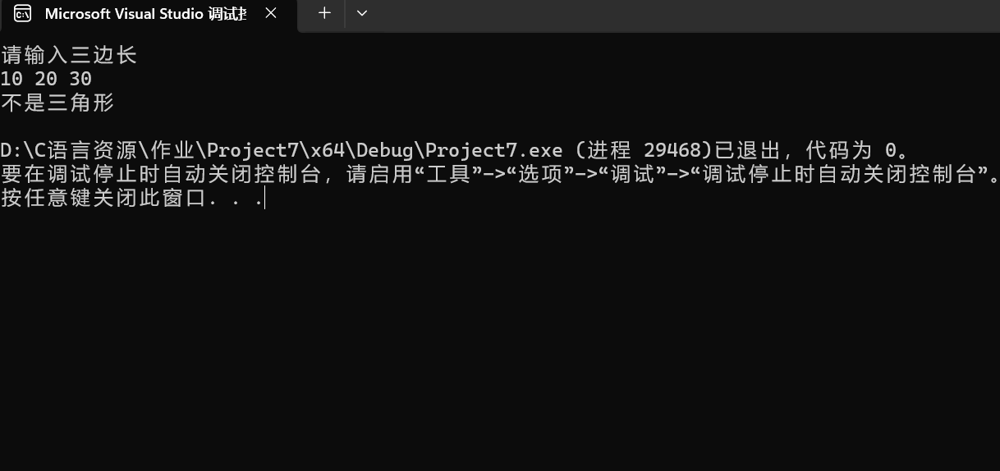 Microsoft Visual Studio 调试
请输入三边长
10 20 30
不是三角形
D:\C语言资源\作业\Project7\x64\Debug\Project7.exe (进程 29468)已退出，代码为 0。
要在调试停止时自动关闭控制台，请启用“工具”->“选项”->“调试”->“调试停止时自动关闭控制台”。
按任意键关闭此窗口. . .